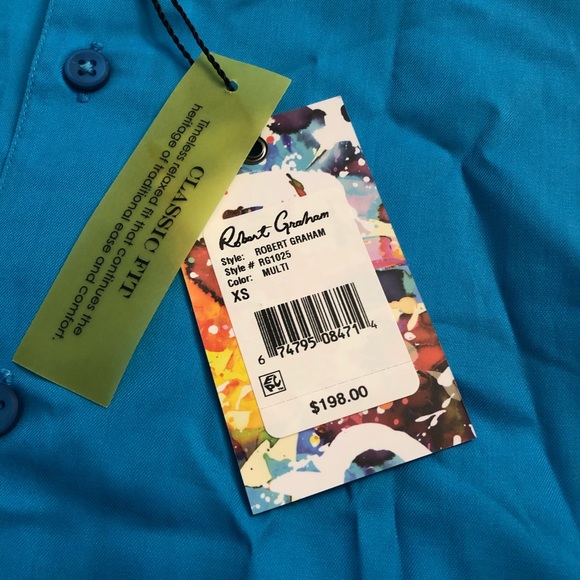 CLASSIC FIT
Timeless relaxed fit that continues the
heritage of traditional ease and comfort.
Robert Graham
Style: ROBERT GRAHAM
Style # RG1025
Color: MULTI
XS
6 74795 08471 4
$198.00